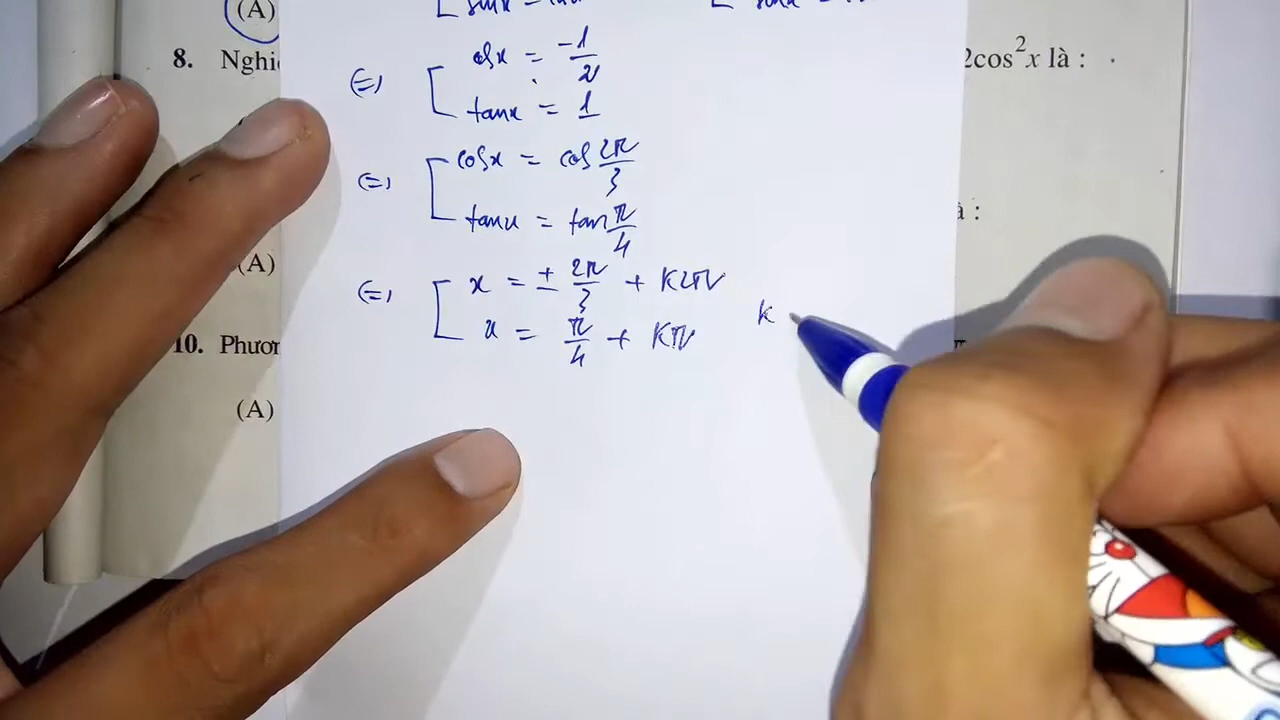 (A)
8. Nghi
2cos²x là :
⇔ [ cosx = -1/2
tanx = 1
⇔ [ cosx = cos 2π/3
tanx = tan π/4
à :
(A)
⇔ [ x = ± 2π/3 + k2π
x = π/4 + kπ
k
10. Phươn
(A)